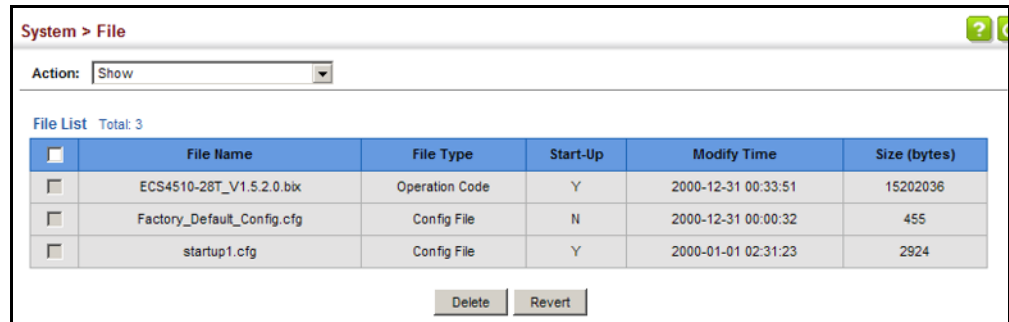 System > File
?
Action: Show
File List Total: 3
File Name File Type Start-Up Modify Time Size (bytes)
ECS4510-28T_V1.5.2.0.bix Operation Code Y 2000-12-31 00:33:51 15202036
Factory_Default_Config.cfg Config File N 2000-12-31 00:00:32 455
startup1.cfg Config File Y 2000-01-01 02:31:23 2924
Delete Revert